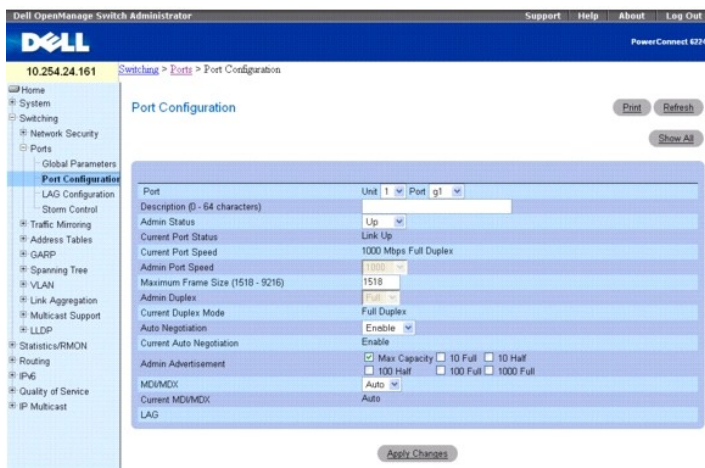 Dell OpenManage Switch Administrator Support Help About Log Out
DELL
PowerConnect 6224
10.254.24.161
Switching > Ports > Port Configuration
Home
System
Switching
Network Security
Ports
Global Parameters
Port Configuration
LAG Configuration
Storm Control
Traffic Mirroring
Address Tables
GARP
Spanning Tree
VLAN
Link Aggregation
Multicast Support
LLDP
Statistics/RMON
Routing
IPv6
Quality of Service
IP Multicast
Port Configuration
Print Refresh
Show All
Port Unit 1 Port g1
Description (0 - 64 characters)
Admin Status Up
Current Port Status Link Up
Current Port Speed 1000 Mbps Full Duplex
Admin Port Speed 1000
Maximum Frame Size (1518 - 9216) 1518
Admin Duplex Full
Current Duplex Mode Full Duplex
Auto Negotiation Enable
Current Auto Negotiation Enable
Admin Advertisement Max Capacity 10 Full 10 Half
100 Half 100 Full 1000 Full
MDI/MDX Auto
Current MDI/MDX Auto
LAG
Apply Changes